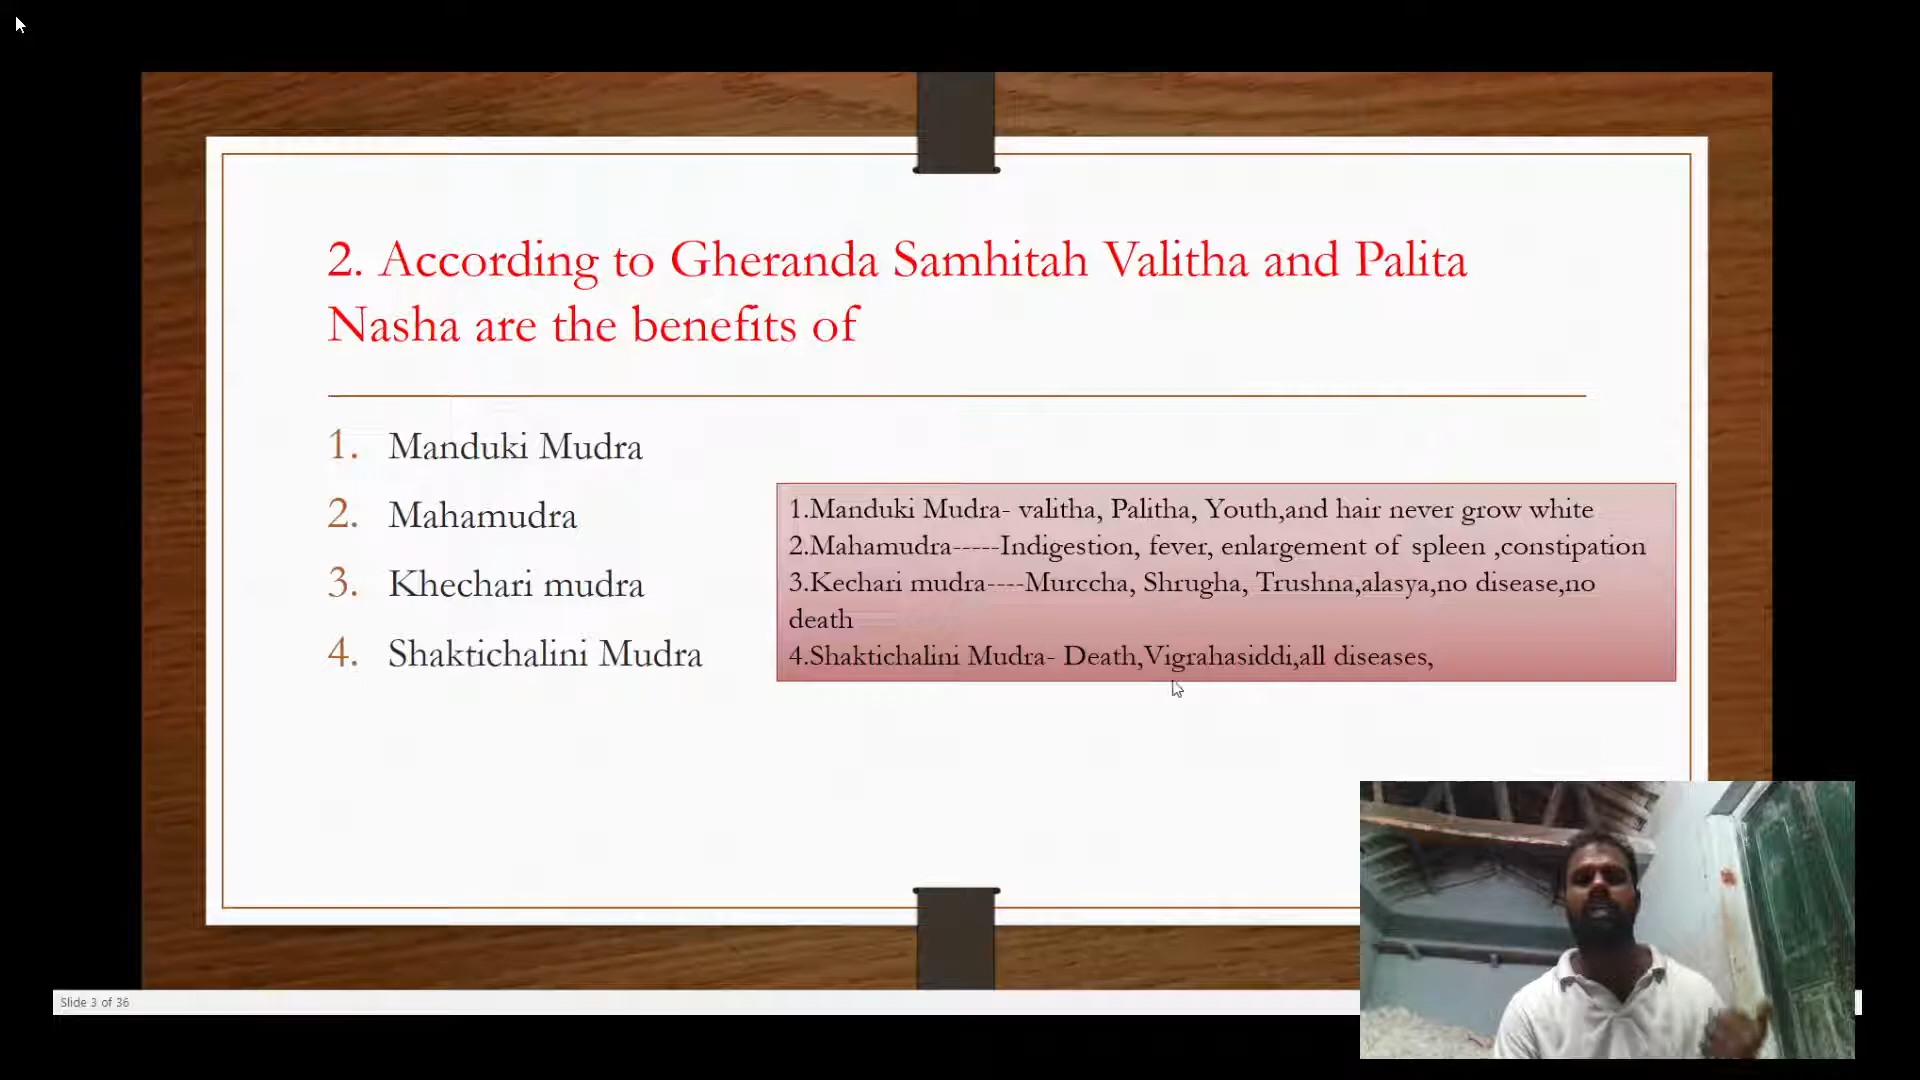 2. According to Gheranda Samhitah Valitha and Palita
Nasha are the benefits of
1. Manduki Mudra
2. Mahamudra
3. Khechari mudra
4. Shaktichalini Mudra
1.Manduki Mudra- valitha, Palitha, Youth,and hair never grow white
2.Mahamudra-----Indigestion, fever, enlargement of spleen ,constipation
3.Kechari mudra----Murccha, Shrugha, Trushna,alasya,no disease,no
death
4.Shaktichalini Mudra- Death,Vigrahasiddi,all diseases,
Slide 3 of 36